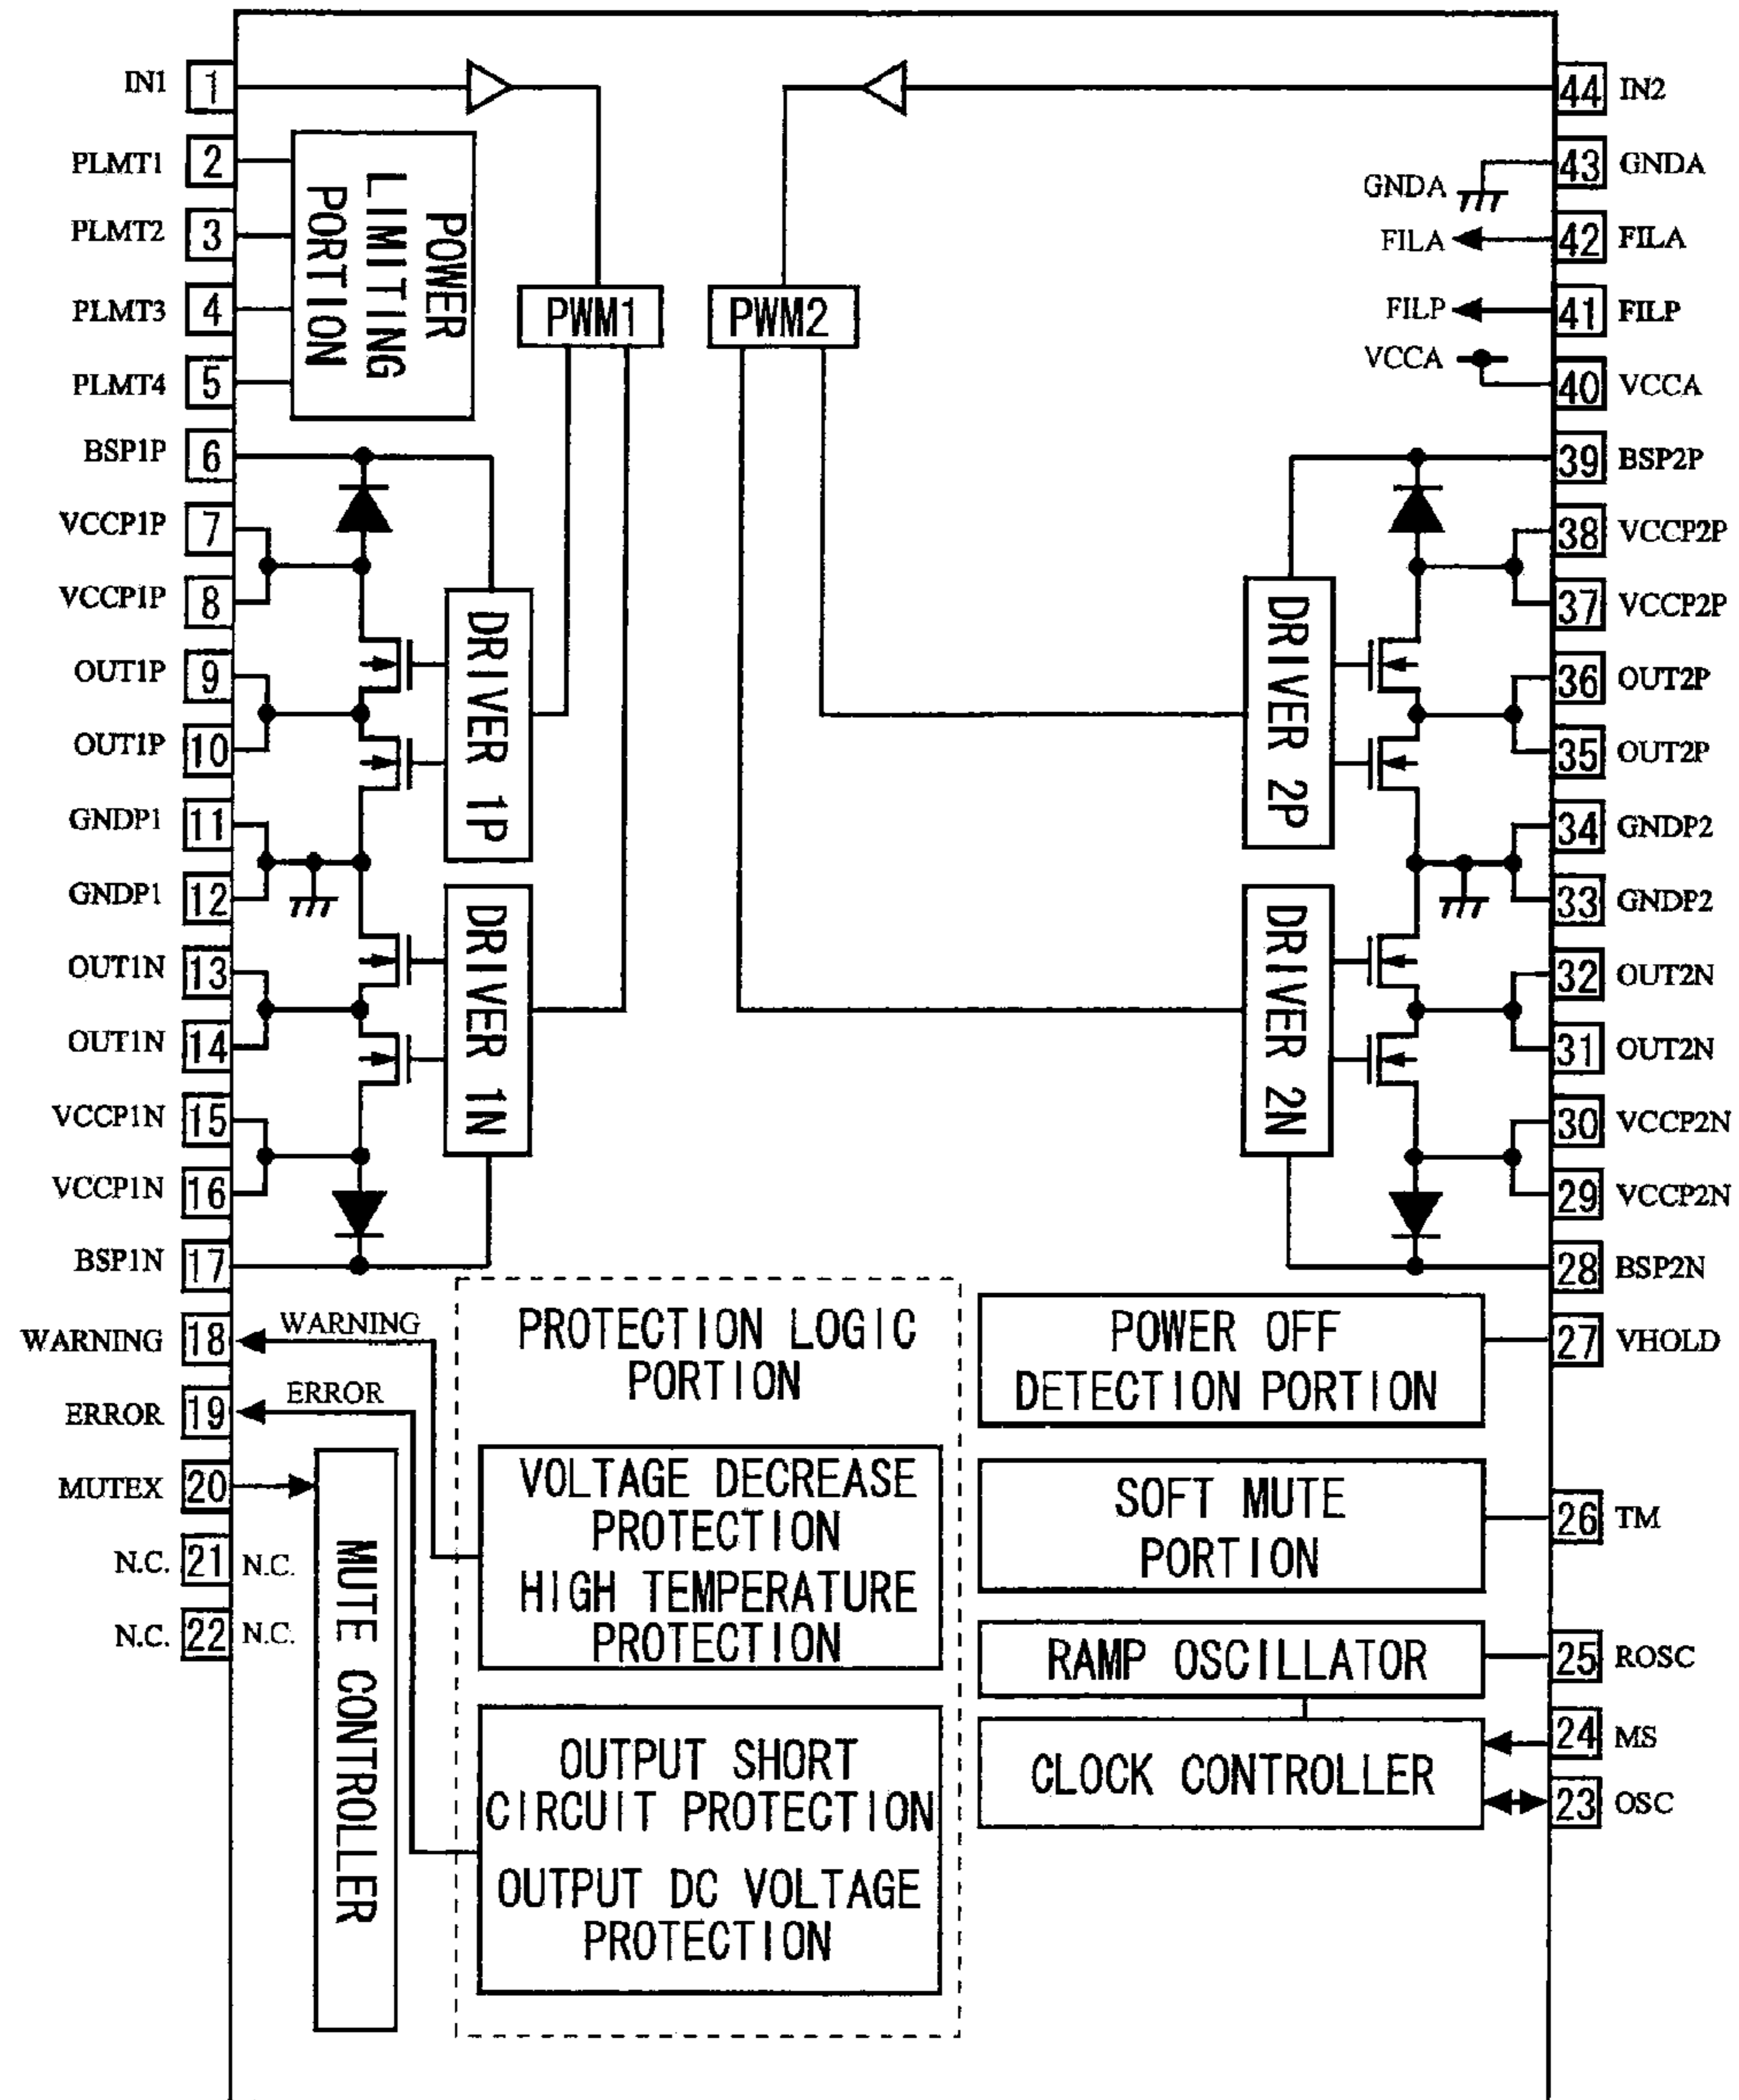 IN1 1
PLMT1 2
PLMT2 3
PLMT3 4
PLMT4 5
BSP1P 6
VCCP1P 7
VCCP1P 8
OUT1P 9
OUT1P 10
GNDP1 11
GNDP1 12
OUT1N 13
OUT1N 14
VCCP1N 15
VCCP1N 16
BSP1N 17
WARNING 18
ERROR 19
MUTEX 20
N.C. 21 N.C.
N.C. 22 N.C.
POWER
LIMITING
PORTION
PWM1
PWM2
DRIVER 1P
DRIVER 1N
DRIVER 2P
DRIVER 2N
WARNING
ERROR
MUTE CONTROLLER
PROTECTION LOGIC
PORTION
VOLTAGE DECREASE
PROTECTION
HIGH TEMPERATURE
PROTECTION
OUTPUT SHORT
CIRCUIT PROTECTION
OUTPUT DC VOLTAGE
PROTECTION
POWER OFF
DETECTION PORTION
SOFT MUTE
PORTION
RAMP OSCILLATOR
CLOCK CONTROLLER
44 IN2
GNDA 43 GNDA
FILA 42 FILA
FILP 41 FILP
VCCA 40 VCCA
39 BSP2P
38 VCCP2P
37 VCCP2P
36 OUT2P
35 OUT2P
34 GNDP2
33 GNDP2
32 OUT2N
31 OUT2N
30 VCCP2N
29 VCCP2N
28 BSP2N
27 VHOLD
26 TM
25 ROSC
24 MS
23 OSC